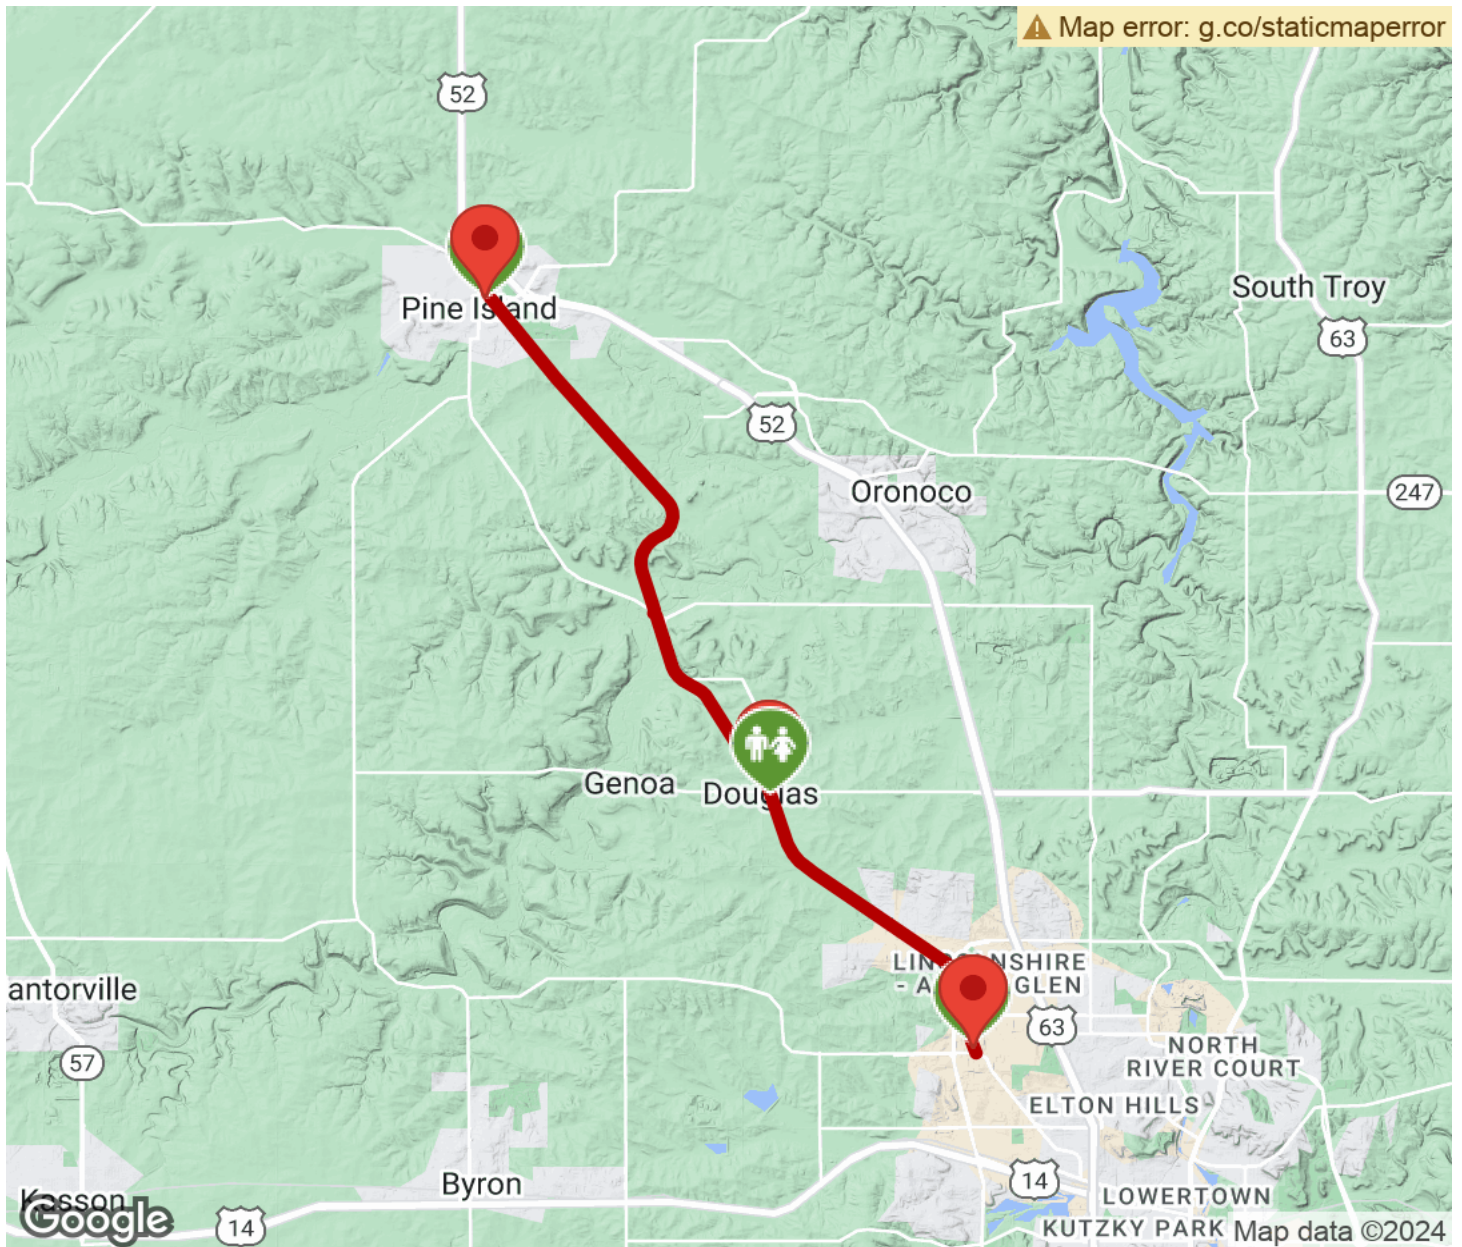 Map error: g.co/staticmaperror
52
South Troy
Pine Island
63
52
Oronoco
247
Genoa
Douglas
LINCOLNSHIRE
GLEN
antorville
63
NORTH
RIVER COURT
57
ELTON HILLS
Byron
14
LOWERTOWN
Kasson
Google
14
KUTZKY PARK
Map data ©2024